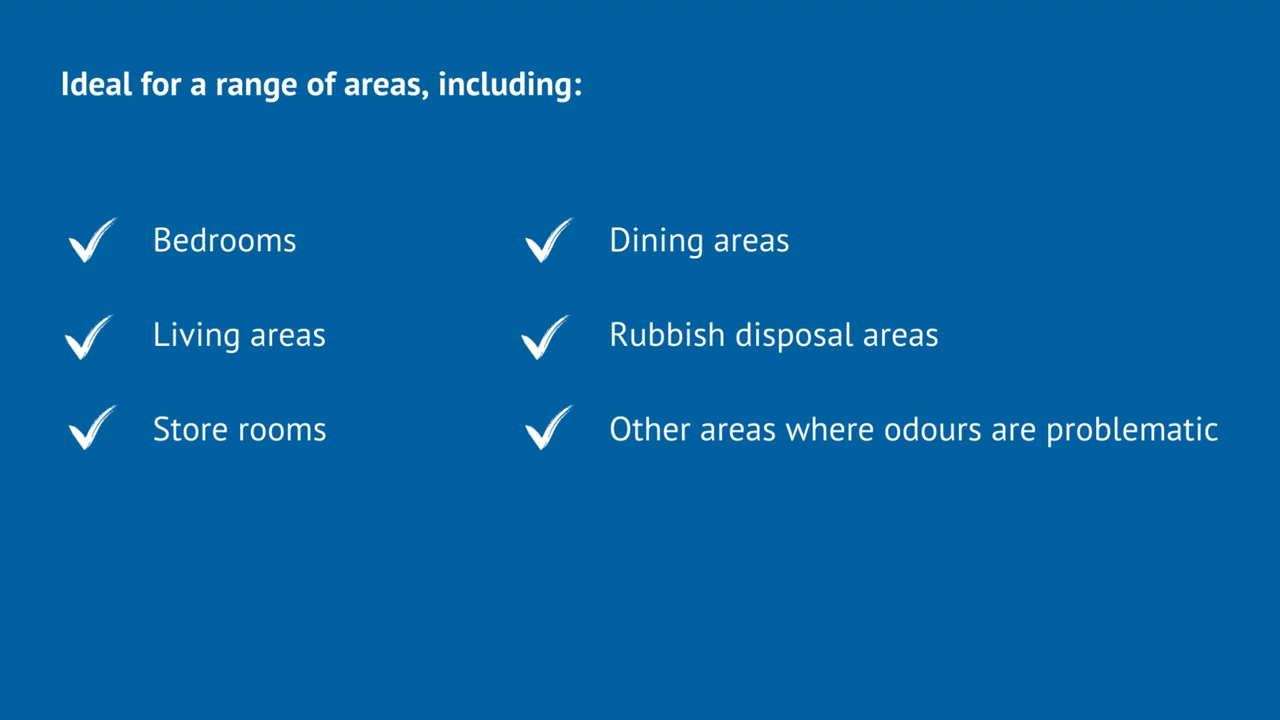 Ideal for a range of areas, including:
Bedrooms
Living areas
Store rooms
Dining areas
Rubbish disposal areas
Other areas where odours are problematic